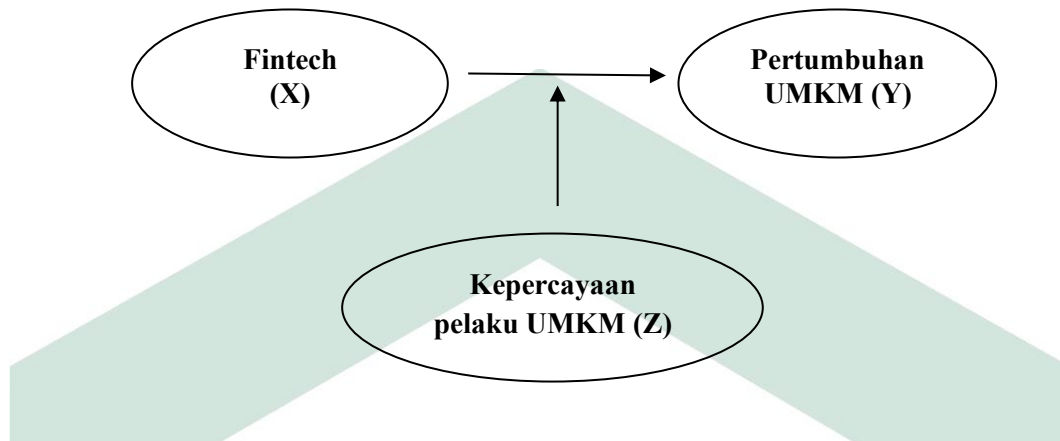 Fintech
(X)
Pertumbuhan
UMKM (Y)
Kepercayaan
pelaku UMKM (Z)